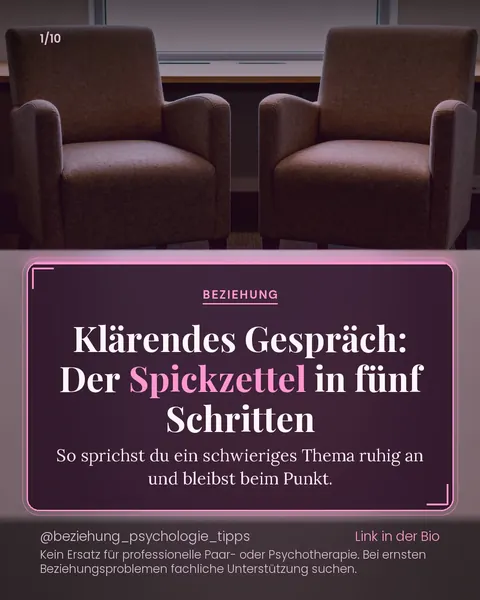 1/10
BEZIEHUNG
Klärendes Gespräch:
Der Spickzettel in fünf
Schritten
So sprichst du ein schwieriges Thema ruhig an
und bleibst beim Punkt.
@beziehung_psychologie_tipps
Link in der Bio
Kein Ersatz für professionelle Paar- oder Psychotherapie. Bei ernsten
Beziehungsproblemen fachliche Unterstützung suchen.